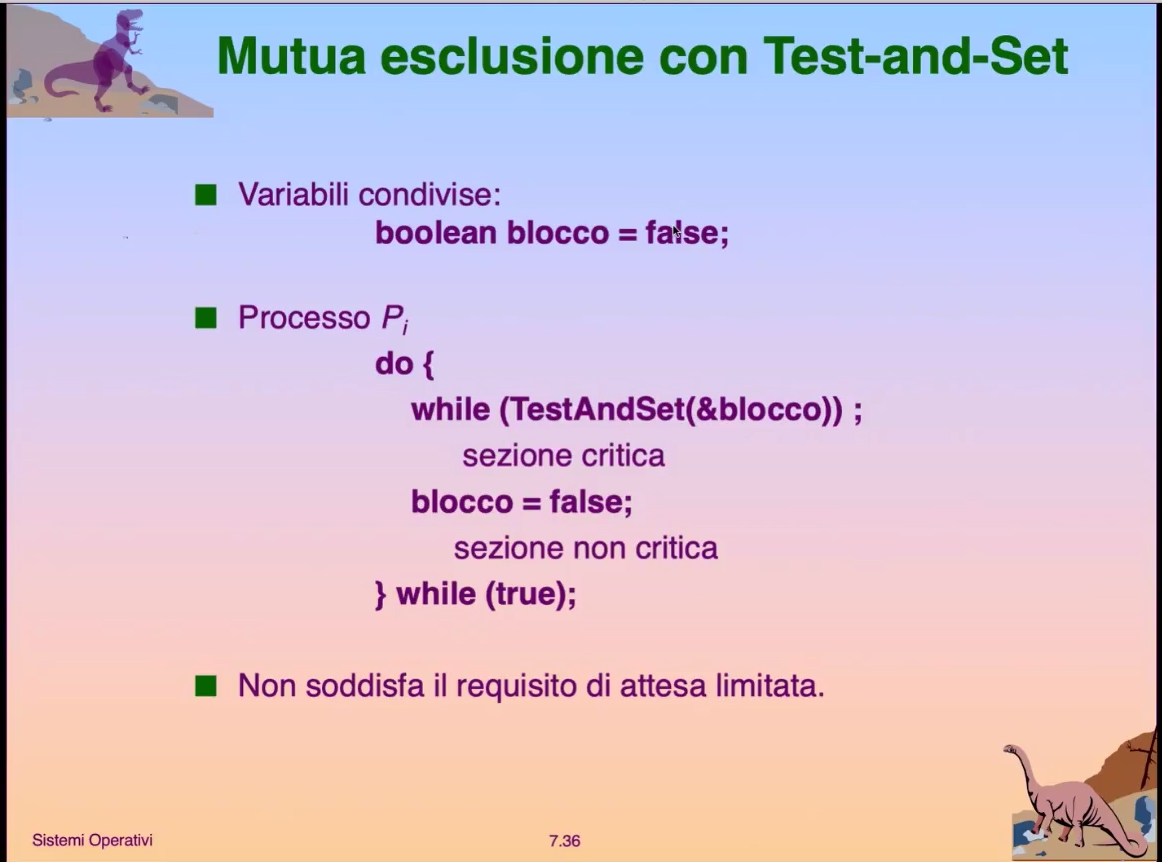 Mutua esclusione con Test-and-Set
Variabili condivise:
boolean blocco = false;
Processo Pi
do {
while (TestAndSet(&blocco)) ;
sezione critica
blocco = false;
sezione non critica
} while (true);
Non soddisfa il requisito di attesa limitata.
Sistemi Operativi
7.36